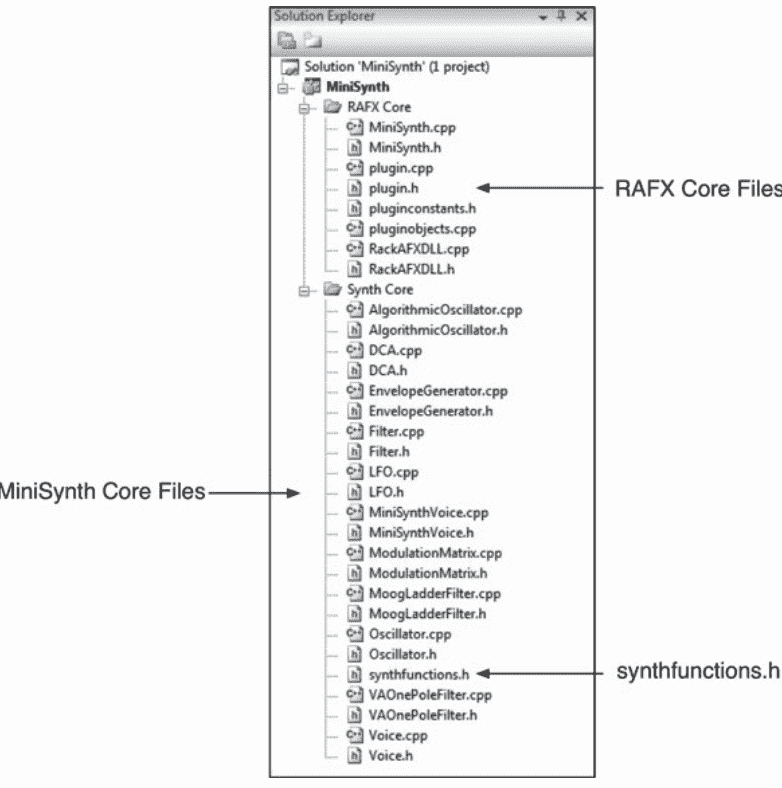 Solution Explorer
Solution 'MiniSynth' (1 project)
MiniSynth
RAFX Core
MiniSynth.cpp
MiniSynth.h
plugin.cpp
plugin.h
RAFX Core Files
pluginconstants.h
pluginobjects.cpp
RackAFXDLL.cpp
RackAFXDLL.h
Synth Core
AlgorithmicOscillator.cpp
AlgorithmicOscillator.h
DCA.cpp
DCA.h
EnvelopeGenerator.cpp
EnvelopeGenerator.h
Filter.cpp
Filter.h
LFO.cpp
MiniSynth Core Files
LFO.h
MiniSynthVoice.cpp
MiniSynthVoice.h
ModulationMatrix.cpp
ModulationMatrix.h
MoogLadderFilter.cpp
MoogLadderFilter.h
Oscillator.cpp
Oscillator.h
synthfunctions.h
synthfunctions.h
VAOnePoleFilter.cpp
VAOnePoleFilter.h
Voice.cpp
Voice.h